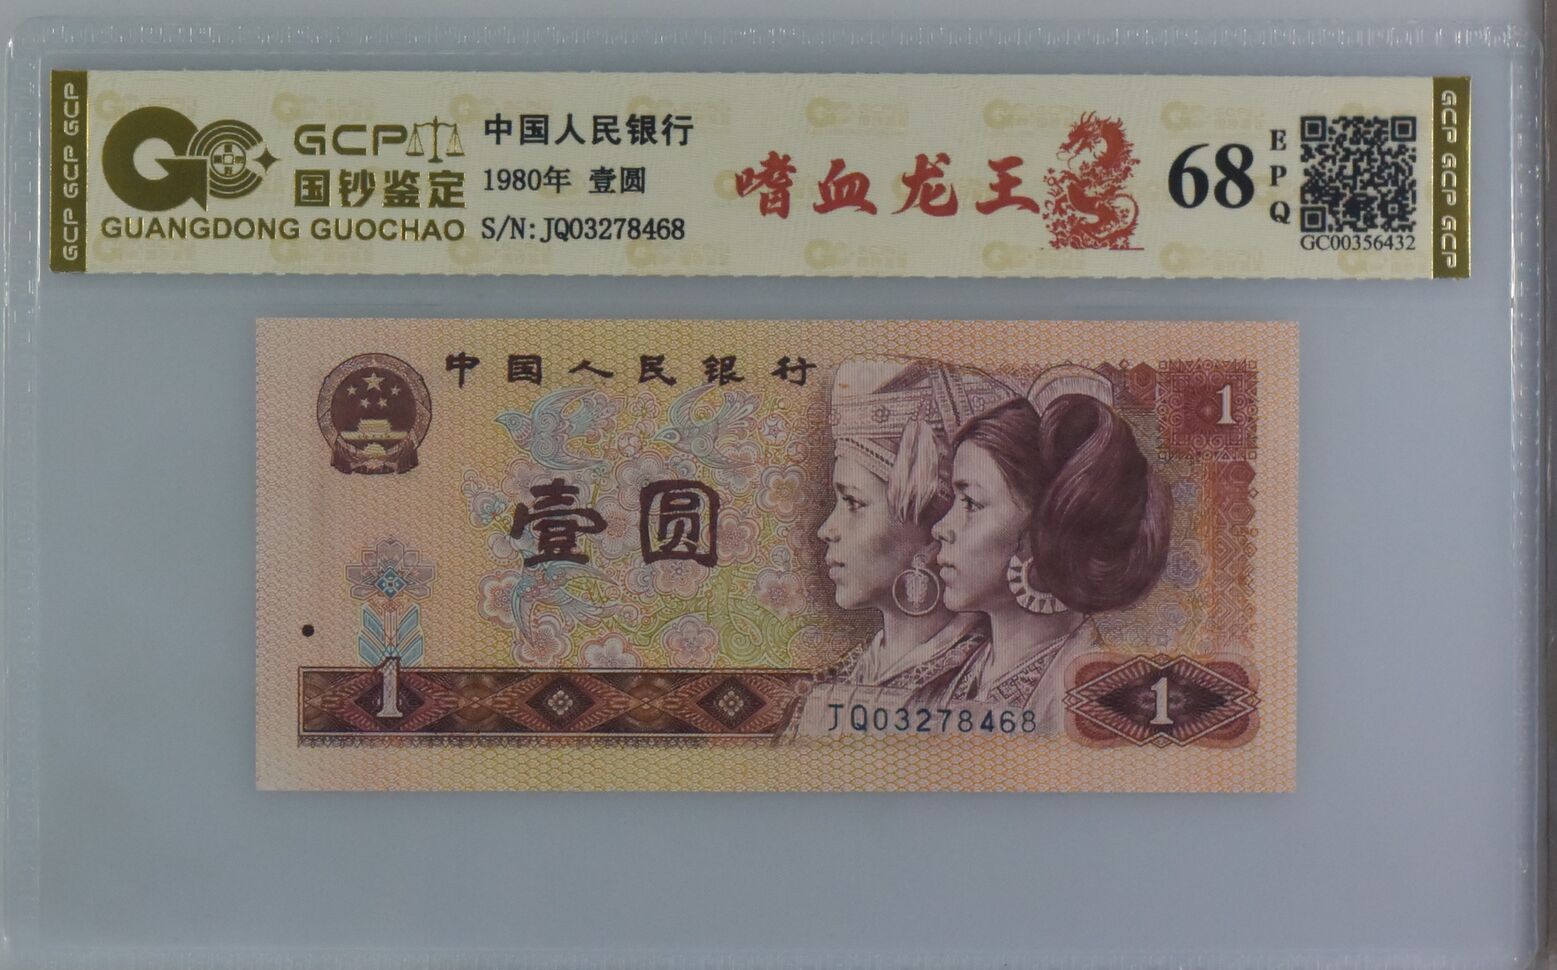 GCP GCP GCP
GCP
国钞鉴定
GUANGDONG GUOCHAO
中国人民银行
1980年 壹圆
S/N:JQ03278468
嗜血龙王
68
EPQ
GC00356432
GCP GCP GCP
中国人民银行
1
壹圆
1
JQ03278468
1